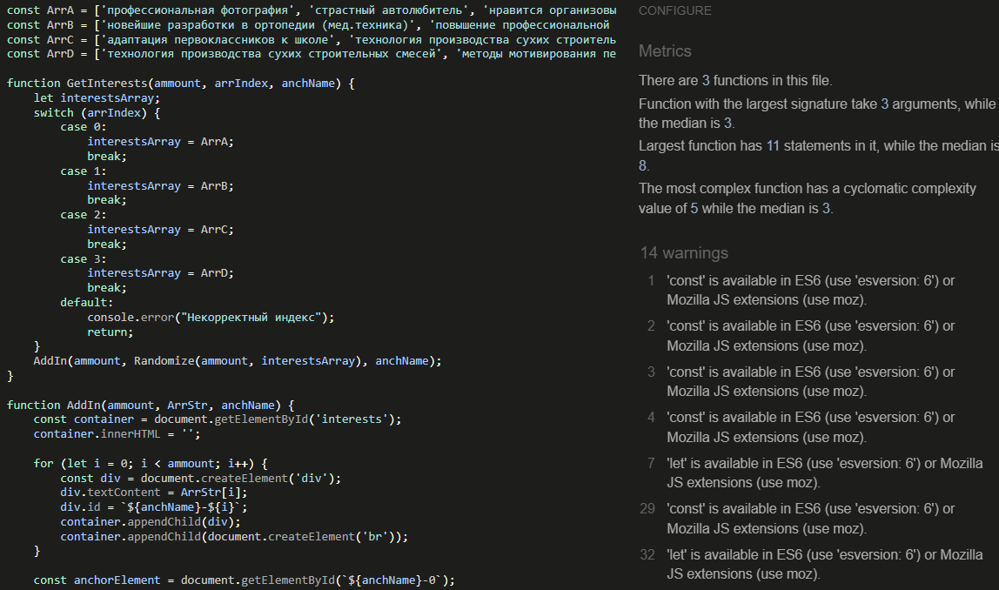 const ArrA = ['профессиональная фотография', 'страстный автолюбитель', 'нравится организовы
const ArrB = ['новейшие разработки в ортопедии (мед.техника)', 'повышение профессиональной
const ArrC = ['адаптация первоклассников к школе', 'технология производства сухих строитель
const ArrD = ['технология производства сухих строительных смесей', 'методы мотивирования пе
function GetInterests(ammount, arrIndex, anchName) {
let interestsArray;
switch (arrIndex) {
case 0:
interestsArray = ArrA;
break;
case 1:
interestsArray = ArrB;
break;
case 2:
interestsArray = ArrC;
break;
case 3:
interestsArray = ArrD;
break;
default:
console.error("Некорректный индекс");
return;
}
AddIn(ammount, Randomize(ammount, interestsArray), anchName);
}
function AddIn(ammount, ArrStr, anchName) {
const container = document.getElementById('interests');
container.innerHTML = '';
for (let i = 0; i < ammount; i++) {
const div = document.createElement('div');
div.textContent = ArrStr[i];
div.id = `${anchName}-${i}`;
container.appendChild(div);
container.appendChild(document.createElement('br'));
}
const anchorElement = document.getElementById(`${anchName}-0`);
CONFIGURE
Metrics
There are 3 functions in this file.
Function with the largest signature take 3 arguments, while
the median is 3.
Largest function has 11 statements in it, while the median is
8.
The most complex function has a cyclomatic complexity
value of 5 while the median is 3.
14 warnings
1 'const' is available in ES6 (use 'esversion: 6') or
Mozilla JS extensions (use moz).
2 'const' is available in ES6 (use 'esversion: 6') or
Mozilla JS extensions (use moz).
3 'const' is available in ES6 (use 'esversion: 6') or
Mozilla JS extensions (use moz).
4 'const' is available in ES6 (use 'esversion: 6') or
Mozilla JS extensions (use moz).
7 'let' is available in ES6 (use 'esversion: 6') or Mozilla
JS extensions (use moz).
29 'const' is available in ES6 (use 'esversion: 6') or
Mozilla JS extensions (use moz).
32 'let' is available in ES6 (use 'esversion: 6') or Mozilla
JS extensions (use moz).